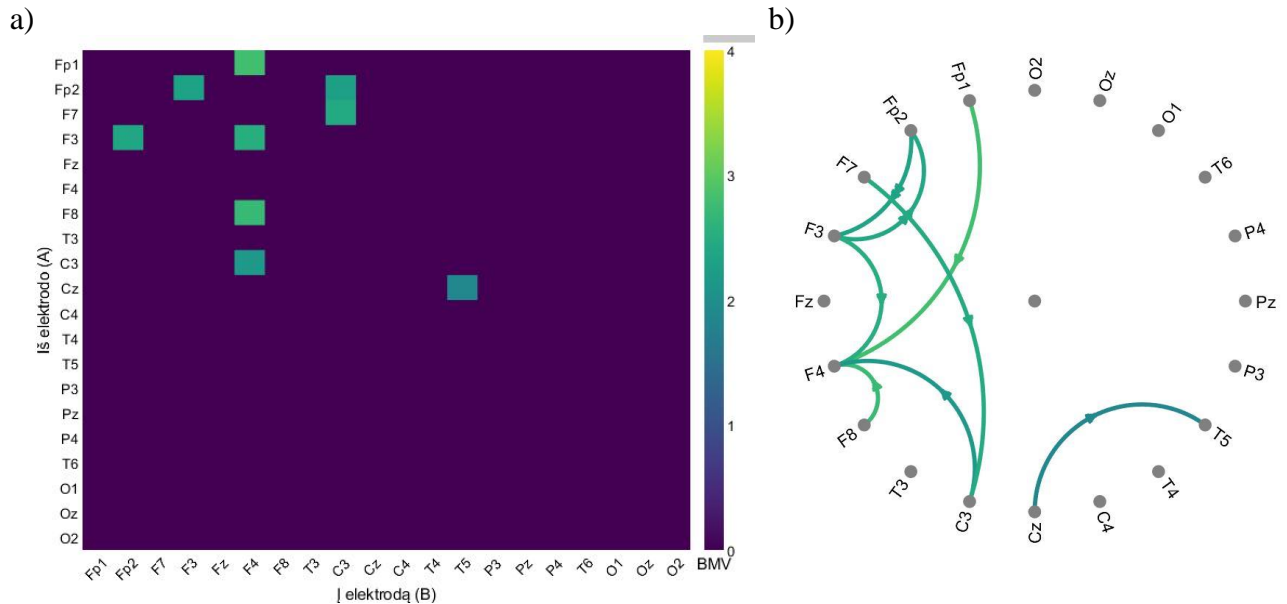 a)
Iš elektrodo (A)
Fp1
Fp2
F7
F3
Fz
F4
F8
T3
C3
Cz
C4
T4
T5
P3
Pz
P4
T6
O1
Oz
O2
Fp1 Fp2 F7 F3 Fz F4 F8 T3 C3 Cz C4 T4 T5 P3 Pz P4 T6 O1 Oz O2
Į elektrodą (B)
4
3
2
1
0
BMV
b)
Fp1
O2
Oz
O1
T6
P4
Pz
P3
T5
T4
C4
Cz
C3
T3
F8
F4
Fz
F3
F7
Fp2